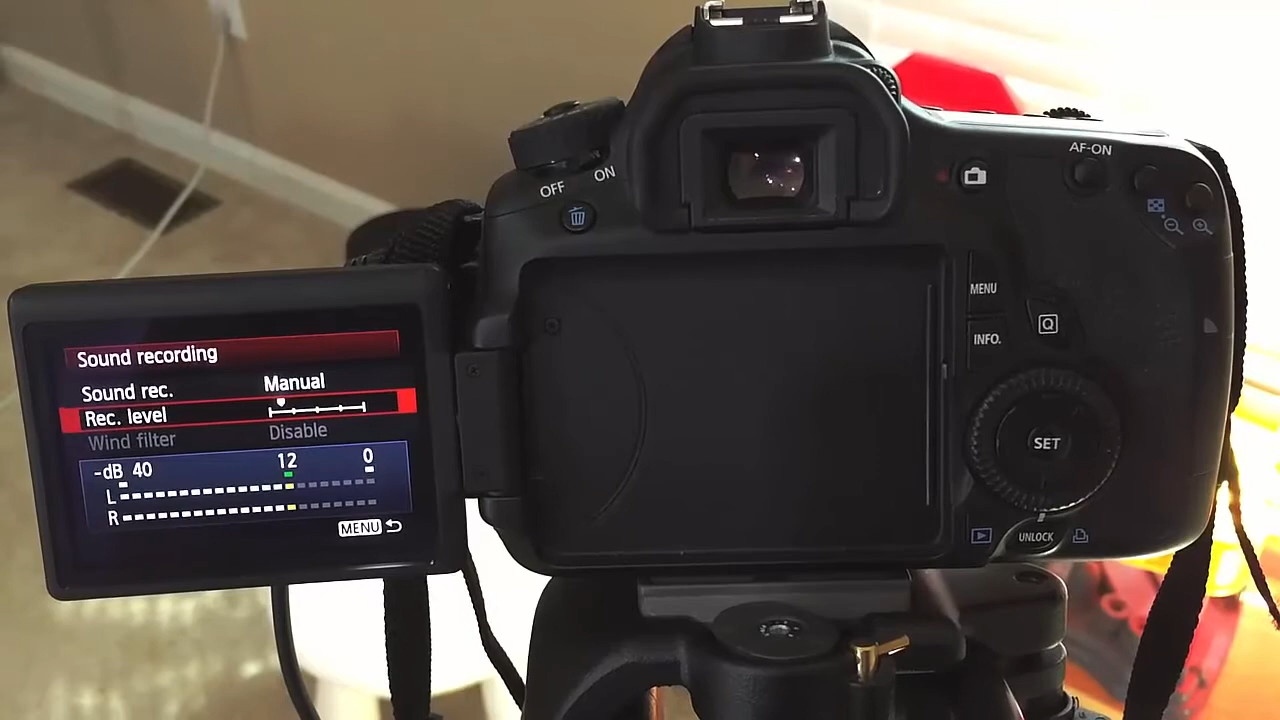 AF-ON
OFF ON
MENU
INFO.
Q
SET
UNLOCK
Sound recording
Sound rec. Manual
Rec. level
Wind filter Disable
-dB 40 12 0
L
R
MENU